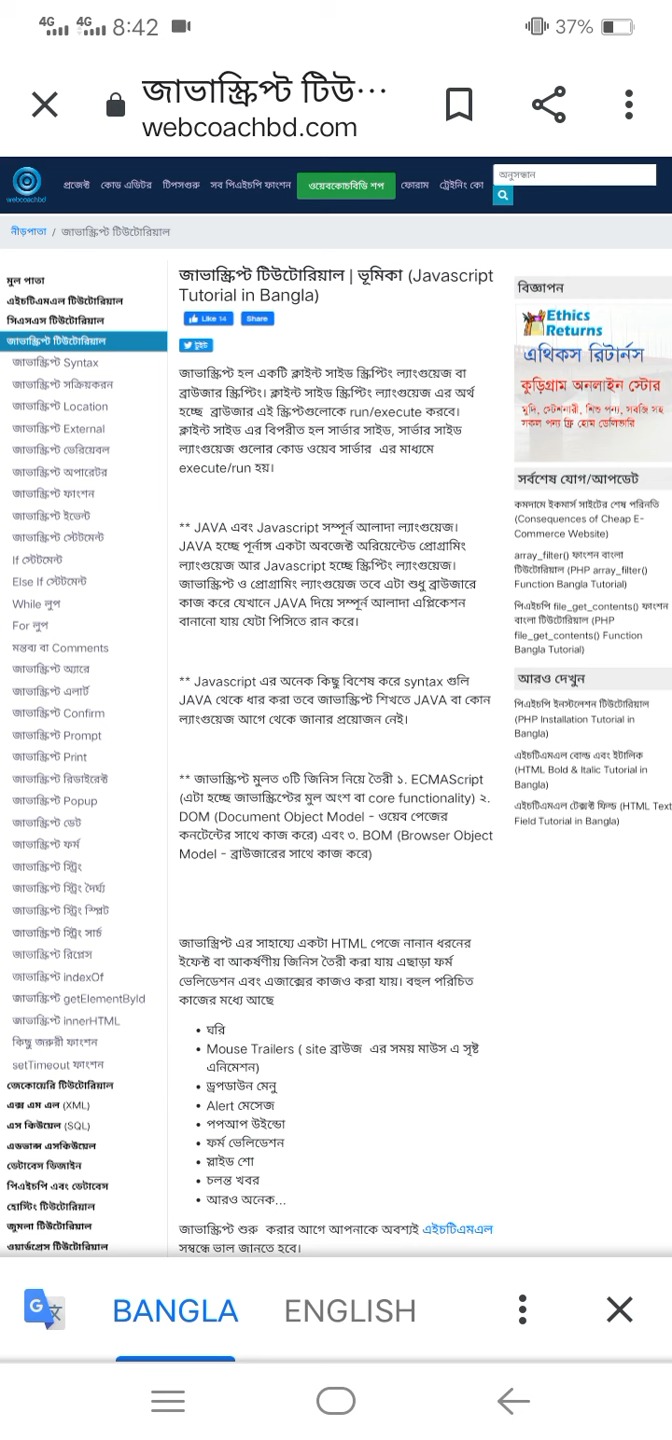 4G 4G 8:42 37%
জাভাস্ক্রিপ্ট টিউ...
webcoachbd.com
webcoachbd
প্রজেক্ট কোড এডিটর টিপসগুরু সব পিএইচপি ফাংশন ওয়েবকোচবিডি শপ ফোরাম ট্রেইনিং কো
অনুসন্ধান
নীড়পাতা / জাভাস্ক্রিপ্ট টিউটোরিয়াল
মুল পাতা
এইচটিএমএল টিউটোরিয়াল
সিএসএস টিউটোরিয়াল
জাভাস্ক্রিপ্ট টিউটোরিয়াল
জাভাস্ক্রিপ্ট Syntax
জাভাস্ক্রিপ্ট সক্রিয়করন
জাভাস্ক্রিপ্ট Location
জাভাস্ক্রিপ্ট External
জাভাস্ক্রিপ্ট ভেরিয়েবল
জাভাস্ক্রিপ্ট অপারেটর
জাভাস্ক্রিপ্ট ফাংশন
জাভাস্ক্রিপ্ট ইভেন্ট
জাভাস্ক্রিপ্ট স্টেটমেন্ট
If স্টেটমেন্ট
Else If স্টেটমেন্ট
While লুপ
For লুপ
মন্তব্য বা Comments
জাভাস্ক্রিপ্ট অ্যারে
জাভাস্ক্রিপ্ট এলার্ট
জাভাস্ক্রিপ্ট Confirm
জাভাস্ক্রিপ্ট Prompt
জাভাস্ক্রিপ্ট Print
জাভাস্ক্রিপ্ট রিডাইরেক্ট
জাভাস্ক্রিপ্ট Popup
জাভাস্ক্রিপ্ট ডেট
জাভাস্ক্রিপ্ট ফর্ম
জাভাস্ক্রিপ্ট স্ট্রিং
জাভাস্ক্রিপ্ট স্ট্রিং দৈর্ঘ্য
জাভাস্ক্রিপ্ট স্ট্রিং স্প্লিট
জাভাস্ক্রিপ্ট স্ট্রিং সার্চ
জাভাস্ক্রিপ্ট রিপ্লেস
জাভাস্ক্রিপ্ট indexOf
জাভাস্ক্রিপ্ট getElementById
জাভাস্ক্রিপ্ট innerHTML
কিছু জরুরী ফাংশন
setTimeout ফাংশন
জেকোয়েরি টিউটোরিয়াল
এক্স এম এল (XML)
এস কিউয়েল (SQL)
এডভান্স এসকিউয়েল
ডেটাবেস ডিজাইন
পিএইচপি এবং ডেটাবেস
হোস্টিং টিউটোরিয়াল
জুমলা টিউটোরিয়াল
ওয়ার্ডপ্রেস টিউটোরিয়াল
জাভাস্ক্রিপ্ট টিউটোরিয়াল | ভূমিকা (Javascript
Tutorial in Bangla)
Like 14 Share
টুইট
জাভাস্ক্রিপ্ট হল একটি ক্লাইন্ট সাইড স্ক্রিপ্টিং ল্যাংগুয়েজ বা
ব্রাউজার স্ক্রিপ্টিং। ক্লাইন্ট সাইড স্ক্রিপ্টিং ল্যাংগুয়েজ এর অর্থ
হচ্ছে ব্রাউজার এই স্ক্রিপ্টগুলোকে run/execute করবে।
ক্লাইন্ট সাইড এর বিপরীত হল সার্ভার সাইড, সার্ভার সাইড
ল্যাংগুয়েজ গুলোর কোড ওয়েব সার্ভার এর মাধ্যমে
execute/run হয়।
** JAVA এবং Javascript সম্পূর্ন আলাদা ল্যাংগুয়েজ।
JAVA হচ্ছে পূর্নাঙ্গ একটা অবজেক্ট অরিয়েন্টেড প্রোগ্রামিং
ল্যাংগুয়েজ আর Javascript হচ্ছে স্ক্রিপ্টিং ল্যাংগুয়েজ।
জাভাস্ক্রিপ্ট ও প্রোগ্রামিং ল্যাংগুয়েজ তবে এটা শুধু ব্রাউজারে
কাজ করে যেখানে JAVA দিয়ে সম্পূর্ন আলাদা এপ্লিকেশন
বানানো যায় যেটা পিসিতে রান করে।
** Javascript এর অনেক কিছু বিশেষ করে syntax গুলি
JAVA থেকে ধার করা তবে জাভাস্ক্রিপ্ট শিখতে JAVA বা কোন
ল্যাংগুয়েজ আগে থেকে জানার প্রয়োজন নেই।
** জাভাস্ক্রিপ্ট মুলত ৩টি জিনিস নিয়ে তৈরী ১. ECMAScript
(এটা হচ্ছে জাভাস্ক্রিপ্টের মুল অংশ বা core functionality) ২.
DOM (Document Object Model - ওয়েব পেজের
কনটেন্টের সাথে কাজ করে) এবং ৩. BOM (Browser Object
Model - ব্রাউজারের সাথে কাজ করে)
জাভাস্ত্রিপ্ট এর সাহায্যে একটা HTML পেজে নানান ধরনের
ইফেক্ট বা আকর্ষণীয় জিনিস তৈরী করা যায় এছাড়া ফর্ম
ভেলিডেশন এবং এজাক্সের কাজও করা যায়। বহুল পরিচিত
কাজের মধ্যে আছে
• ঘরি
• Mouse Trailers ( site ব্রাউজ এর সময় মাউস এ সৃষ্ট
এনিমেশন)
• ড্রপডাউন মেনু
• Alert মেসেজ
• পপআপ উইন্ডো
• ফর্ম ভেলিডেশন
• স্লাইড শো
• চলন্ত খবর
• আরও অনেক...
জাভাস্ক্রিপ্ট শুরু করার আগে আপনাকে অবশ্যই এইচটিএমএল
সম্বন্ধে ভাল জানতে হবে।
বিজ্ঞাপন
Ethics
Returns
এথিকস রিটার্নস
কুড়িগ্রাম অনলাইন স্টোর
মুদি, স্টেশনারী, শিশু পন্য, সবজি সহ
সকল পন্য ফ্রি হোম ডেলিভারি
সর্বশেষ যোগ/আপডেট
কমদামে ইকমার্স সাইটের শেষ পরিনতি
(Consequences of Cheap E-
Commerce Website)
array_filter() ফাংশন বাংলা
টিউটোরিয়াল (PHP array_filter()
Function Bangla Tutorial)
পিএইচপি file_get_contents() ফাংশন
বাংলা টিউটোরিয়াল (PHP
file_get_contents() Function
Bangla Tutorial)
আরও দেখুন
পিএইচপি ইনস্টলেশন টিউটোরিয়াল
(PHP Installation Tutorial in
Bangla)
এইচটিএমএল বোল্ড এবং ইটালিক
(HTML Bold & Italic Tutorial in
Bangla)
এইচটিএমএল টেক্সট ফিল্ড (HTML Text
Field Tutorial in Bangla)
BANGLA ENGLISH